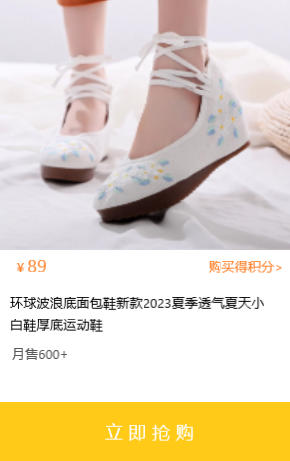 ¥89
购买得积分>
环球波浪底面包鞋新款2023夏季透气夏天小
白鞋厚底运动鞋
月售600+
立即抢购